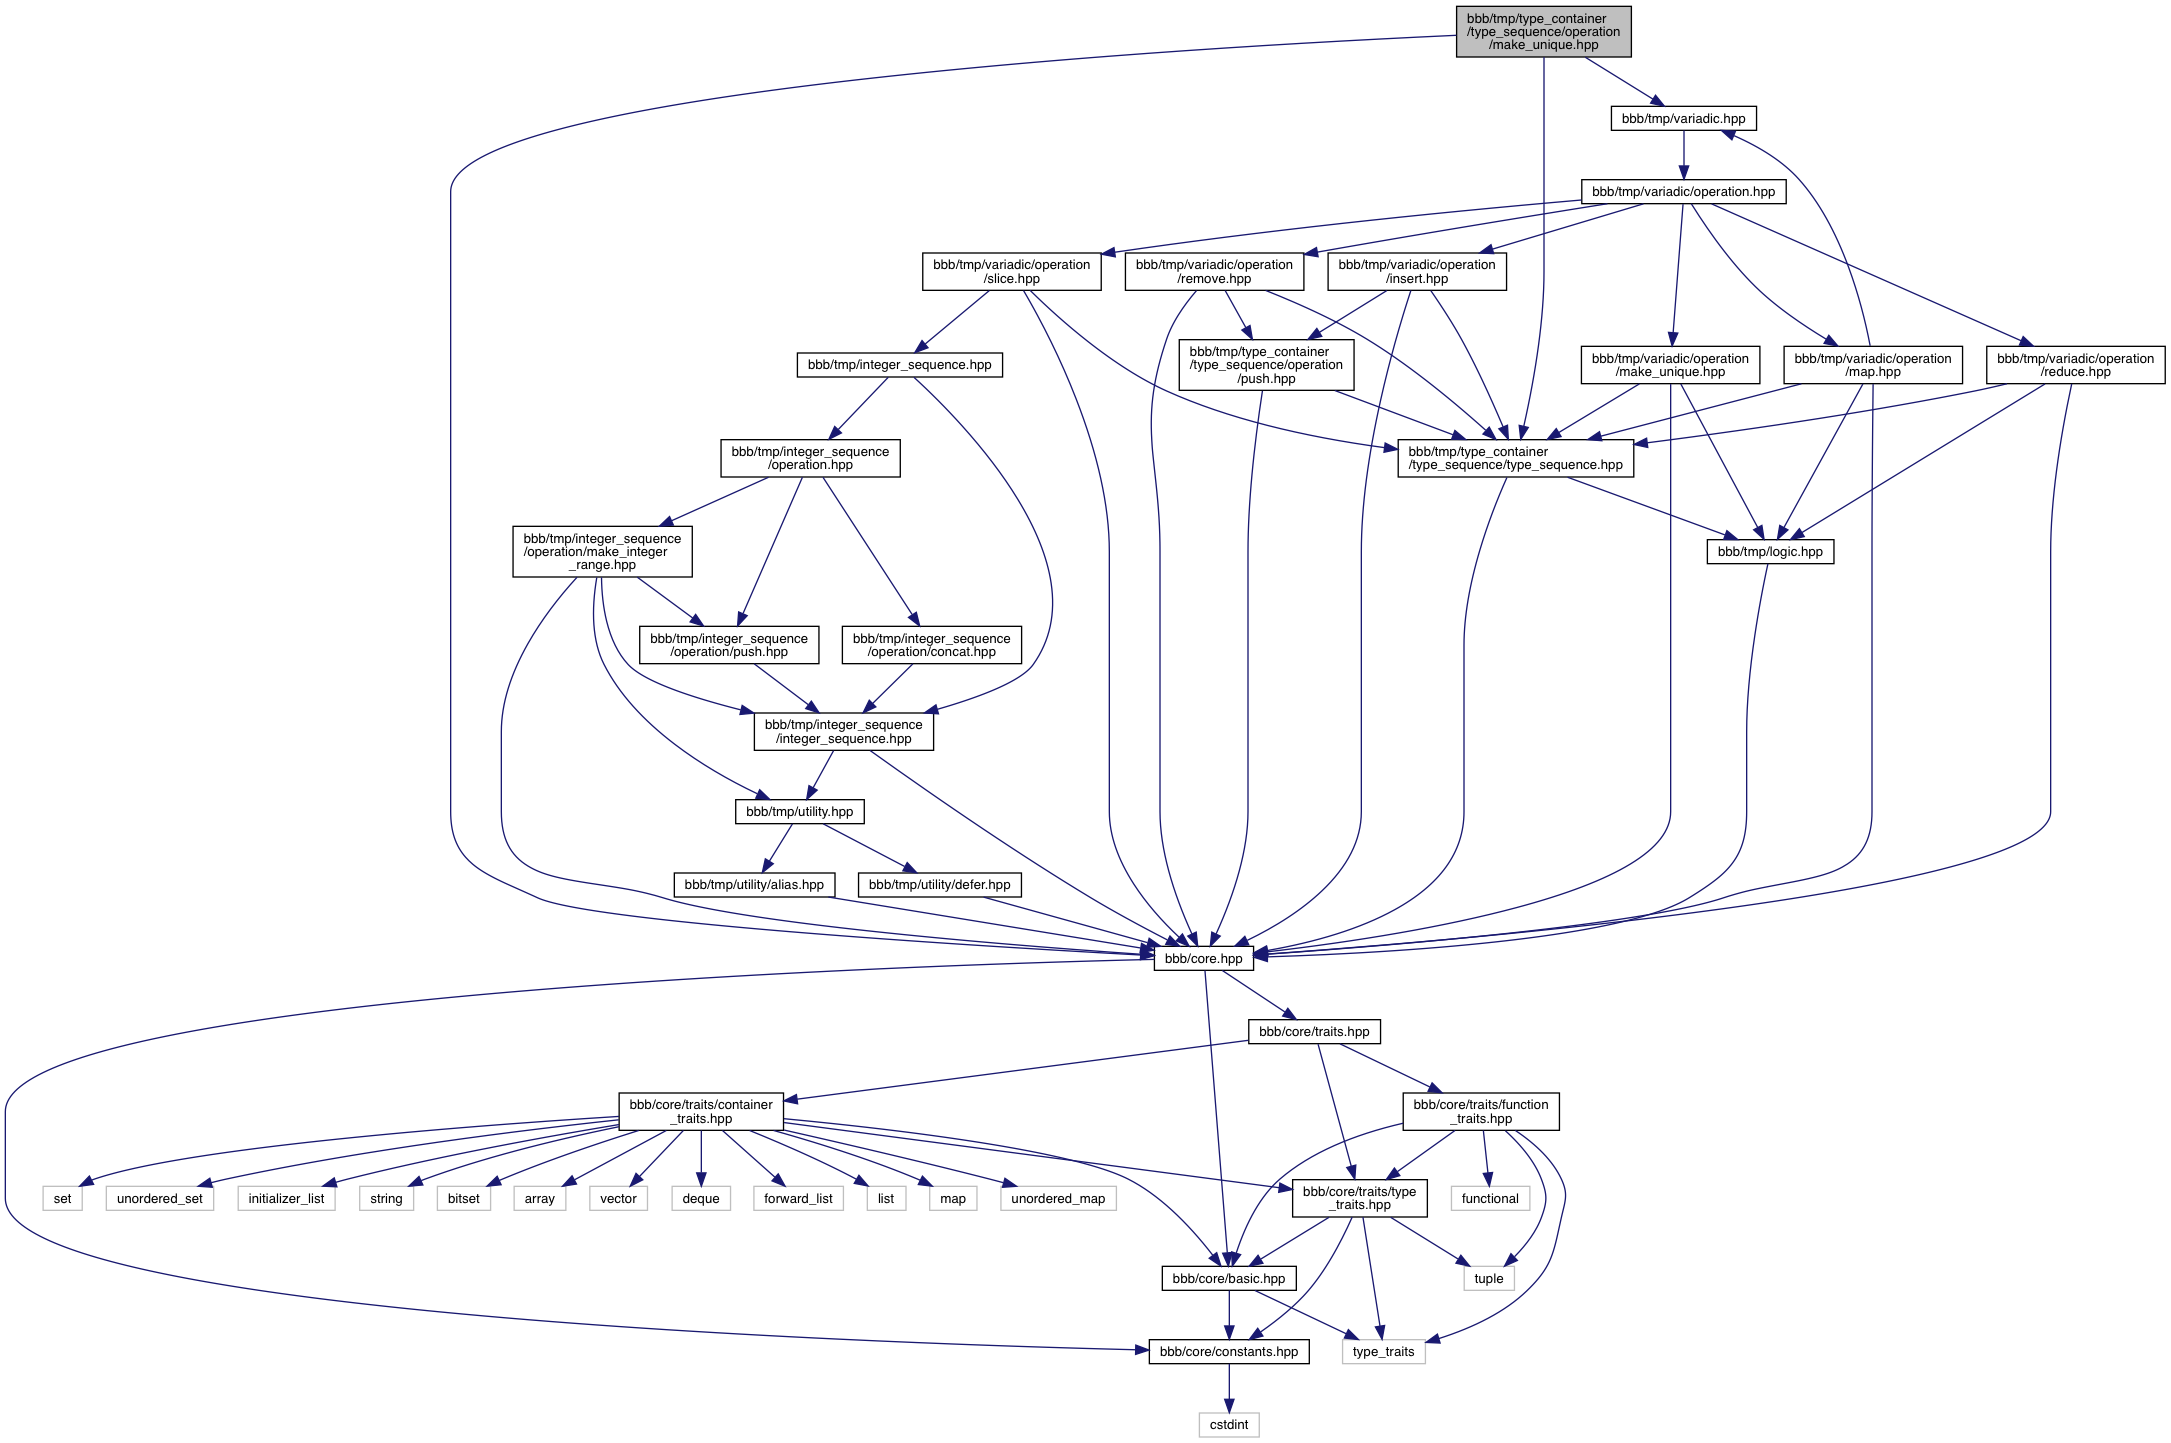 bbb/tmp/type_container
/type_sequence/operation
/make_unique.hpp
bbb/tmp/variadic.hpp
bbb/tmp/variadic/operation.hpp
bbb/tmp/variadic/operation
/slice.hpp
bbb/tmp/variadic/operation
/remove.hpp
bbb/tmp/variadic/operation
/insert.hpp
bbb/tmp/integer_sequence.hpp
bbb/tmp/type_container
/type_sequence/operation
/push.hpp
bbb/tmp/variadic/operation
/make_unique.hpp
bbb/tmp/variadic/operation
/map.hpp
bbb/tmp/variadic/operation
/reduce.hpp
bbb/tmp/integer_sequence
/operation.hpp
bbb/tmp/type_container
/type_sequence/type_sequence.hpp
bbb/tmp/integer_sequence
/operation/make_integer
_range.hpp
bbb/tmp/logic.hpp
bbb/tmp/integer_sequence
/operation/push.hpp
bbb/tmp/integer_sequence
/operation/concat.hpp
bbb/tmp/integer_sequence
/integer_sequence.hpp
bbb/tmp/utility.hpp
bbb/tmp/utility/alias.hpp
bbb/tmp/utility/defer.hpp
bbb/core.hpp
bbb/core/traits.hpp
bbb/core/traits/container
_traits.hpp
bbb/core/traits/function
_traits.hpp
set
unordered_set
initializer_list
string
bitset
array
vector
deque
forward_list
list
map
unordered_map
bbb/core/traits/type
_traits.hpp
functional
bbb/core/basic.hpp
tuple
bbb/core/constants.hpp
type_traits
cstdint